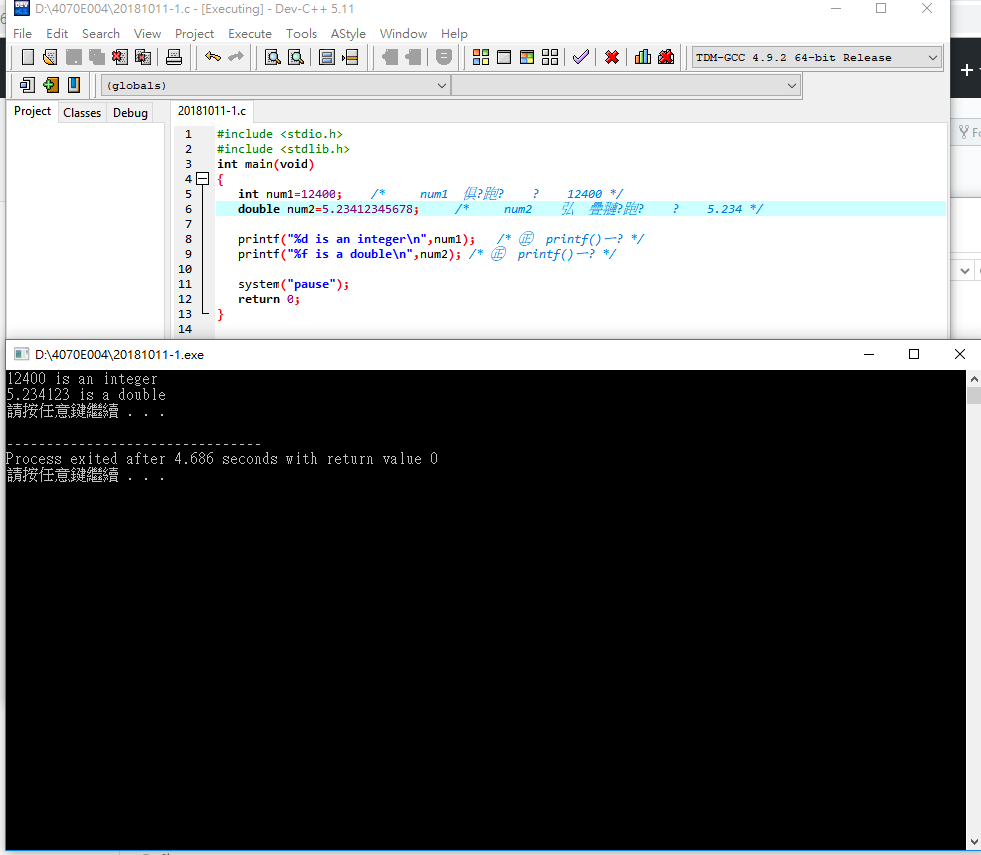 D:\4070E004\20181011-1.c - [Executing] - Dev-C++ 5.11
File Edit Search View Project Execute Tools AStyle Window Help
TDM-GCC 4.9.2 64-bit Release
(globals)
Project Classes Debug 20181011-1.c
1 #include <stdio.h>
2 #include <stdlib.h>
3 int main(void)
4 {
5 int num1=12400; /* num1 ?跑? ? 12400 */
6 double num2=5.23412345678; /* num2 弘 ?跑? ? 5.234 */
7
8 printf("%d is an integer\n",num1); /* printf()一? */
9 printf("%f is a double\n",num2); /* printf()一? */
10
11 system("pause");
12 return 0;
13 }
14
D:\4070E004\20181011-1.exe
12400 is an integer
5.234123 is a double
請按任意鍵繼續 . . .
--------------------------------
Process exited after 4.686 seconds with return value 0
請按任意鍵繼續 . . .